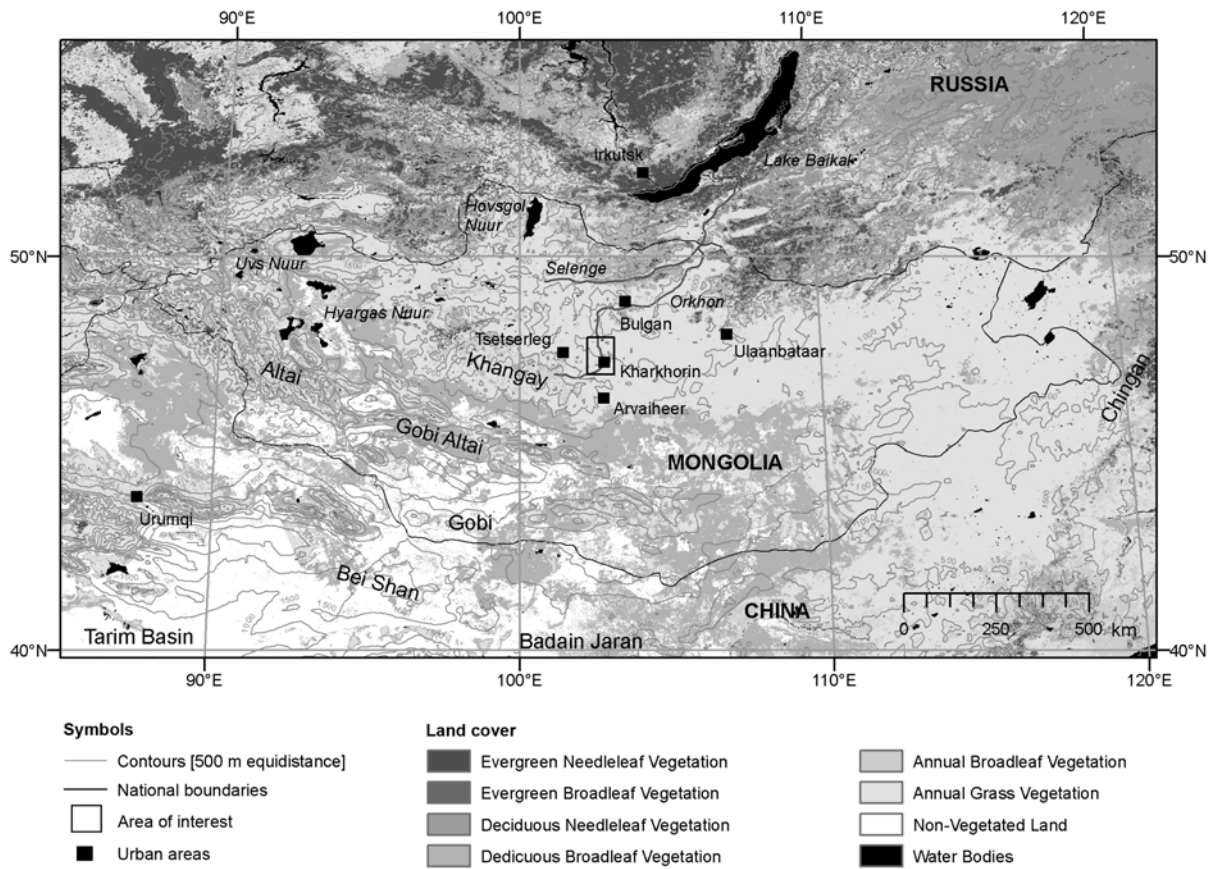 90°E
100°E
110°E
120°E
RUSSIA
Irkutsk
Lake Baikal
Hovsgol
Nuur
50°N
50°N
Uvs Nuur
Selenge
Hyargas Nuur
Orkhon
Bulgan
Tsetserleg
Ulaanbataar
Khangay
Kharkhorin
Altai
Arvaiheer
Chingan
Gobi Altai
MONGOLIA
Urumqi
Gobi
Bei Shan
CHINA
1500
1500
0 250 500 km
Tarim Basin
Badain Jaran
40°N
40°N
90°E
100°E
110°E
120°E
Symbols
Contours [500 m equidistance]
National boundaries
Area of interest
Urban areas
Land cover
Evergreen Needleleaf Vegetation
Evergreen Broadleaf Vegetation
Deciduous Needleleaf Vegetation
Dedicuous Broadleaf Vegetation
Annual Broadleaf Vegetation
Annual Grass Vegetation
Non-Vegetated Land
Water Bodies